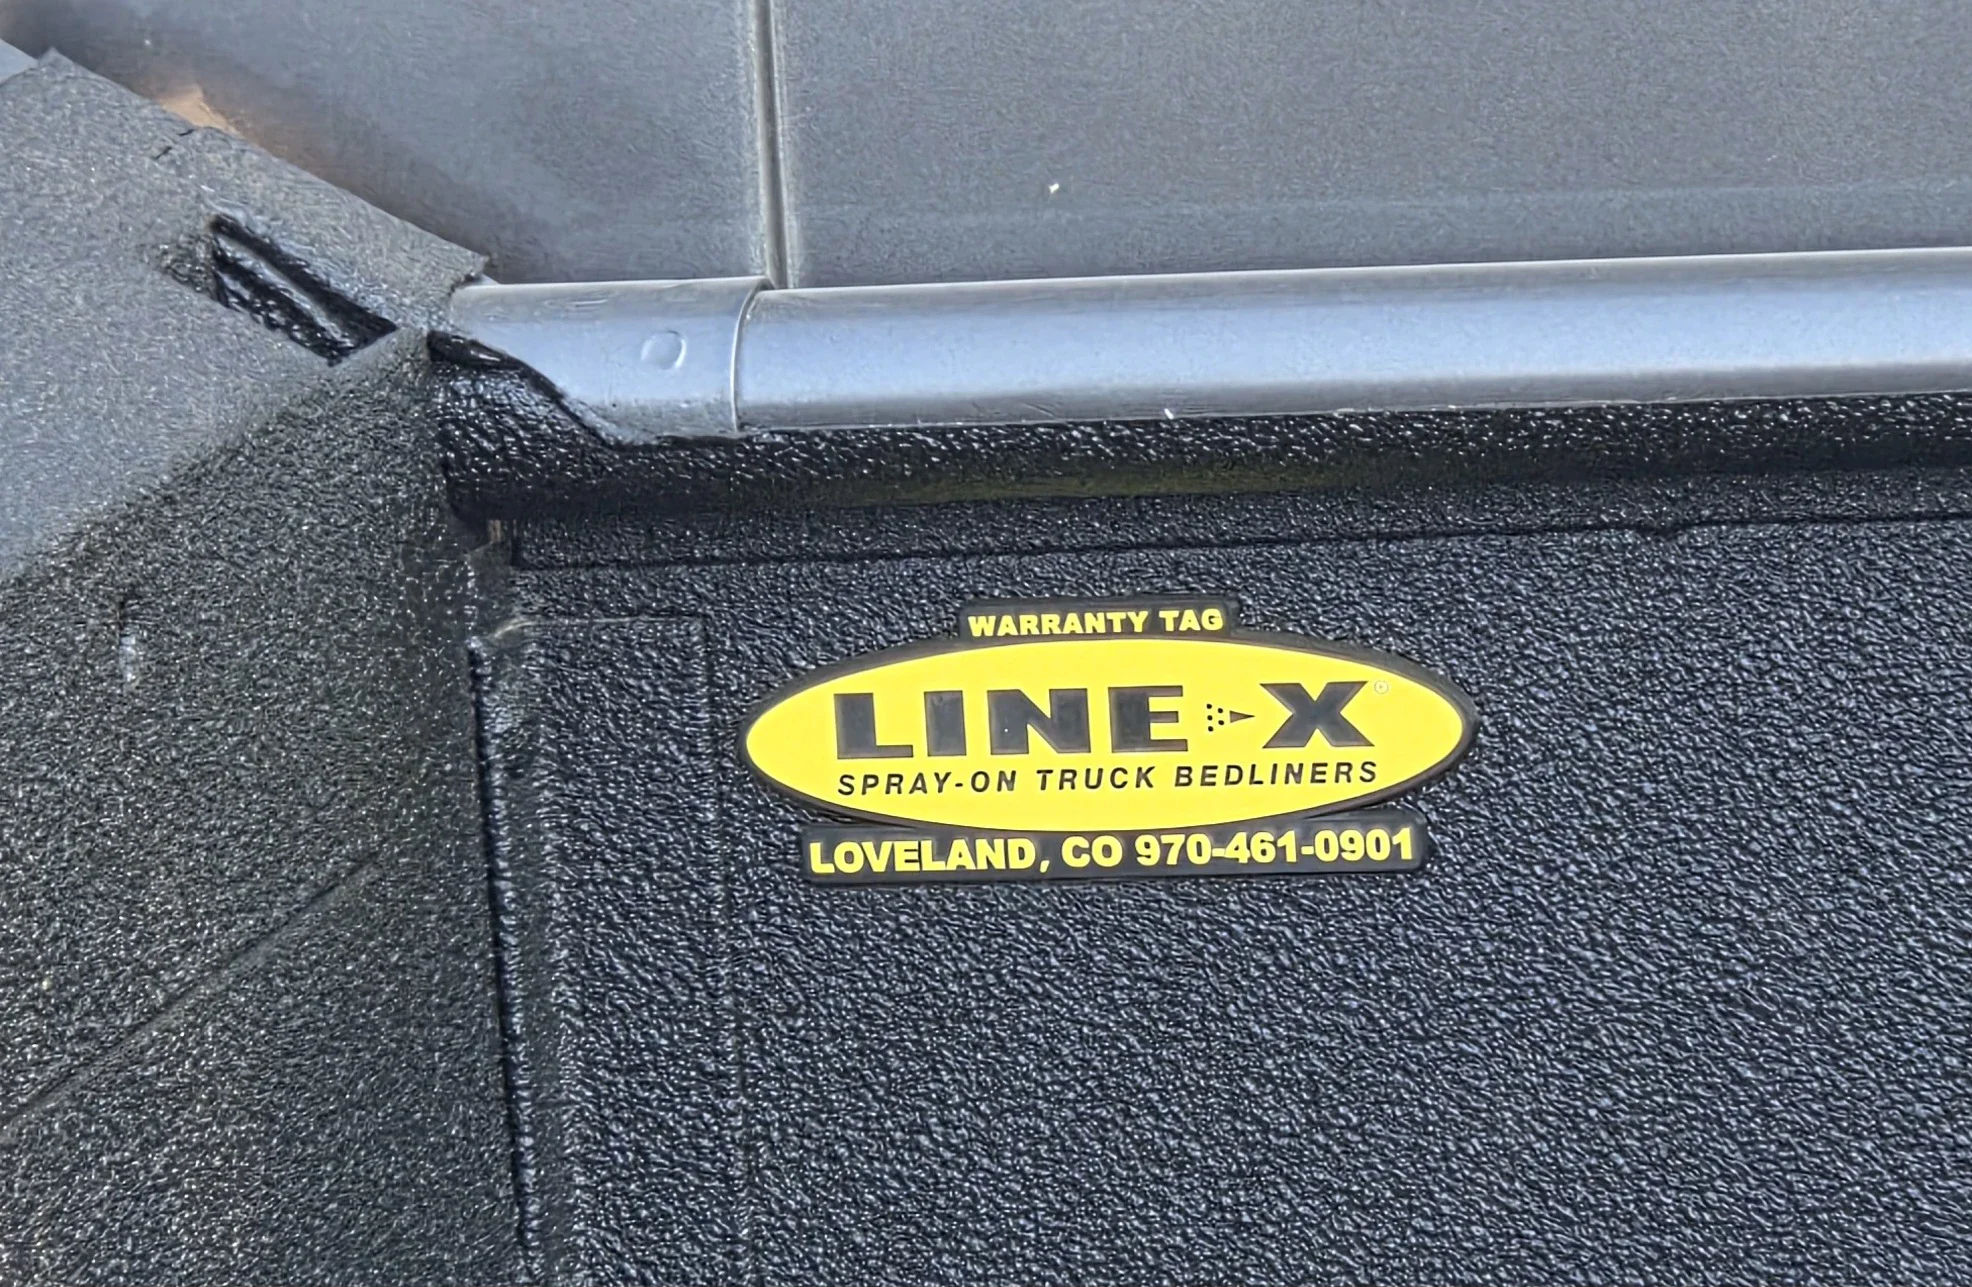 WARRANTY TAG
LINE-X®
SPRAY-ON TRUCK BEDLINERS
LOVELAND, CO 970-461-0901